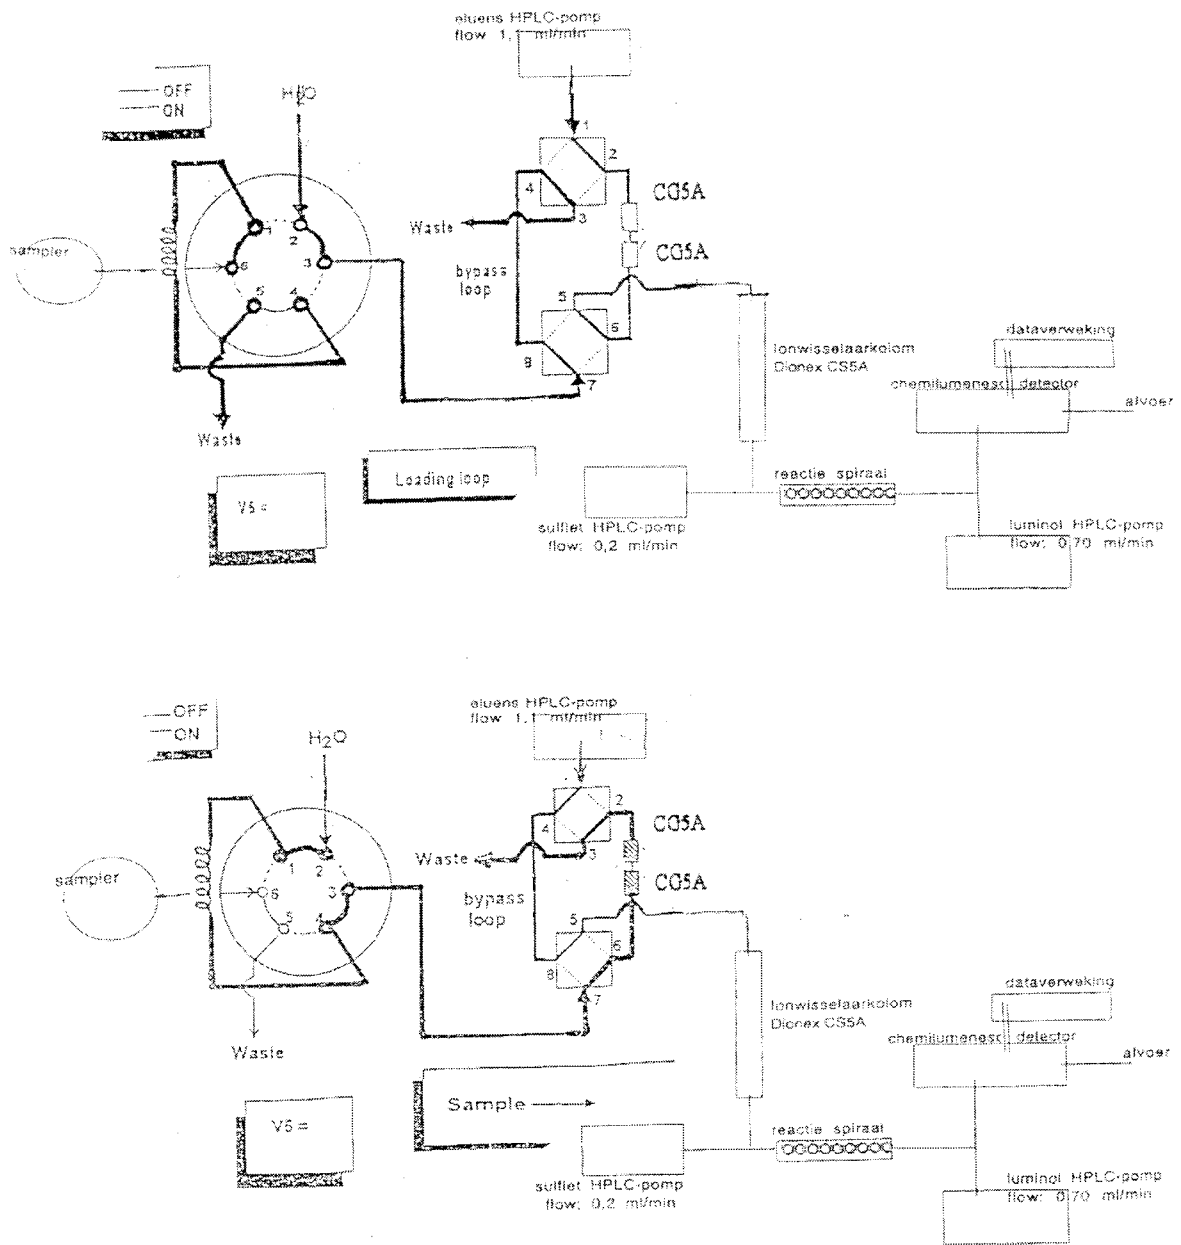 eluens HPLC-pomp
flow 1,1 ml/min
OFF
ON
H2O
1
2
CG5A
4
3
Waste
sampler
1
2
6
3
5
4
CG5A
bypass
loop
5
6
8
7
Ionwisselaarkolom
Dionex CS5A
dataverweking
chemilumenesc detector
afvoer
Waste
Loading loop
reactie spiraal
V5 =
sulfiet HPLC-pomp
flow: 0,2 ml/min
luminol HPLC-pomp
flow: 0,70 ml/min
eluens HPLC-pomp
flow 1,1 ml/min
OFF
ON
H2O
2
CG5A
4
3
Waste
1
2
sampler
6
3
5
4
CG5A
bypass
loop
5
6
8
7
Ionwisselaarkolom
Dionex CS5A
dataverweking
chemilumenesc detector
afvoer
Waste
Sample
V5 =
reactie spiraal
sulfiet HPLC-pomp
flow: 0,2 ml/min
luminol HPLC-pomp
flow: 0,70 ml/min